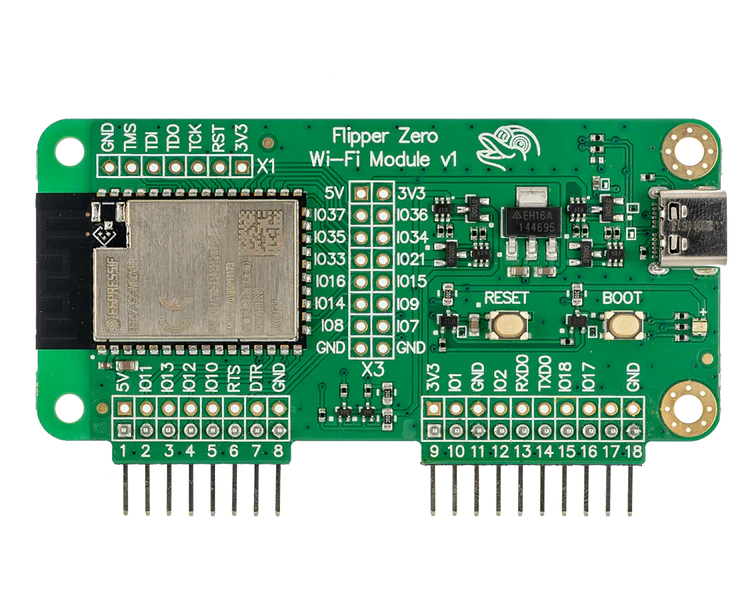 GND TMS TDI TDO TCK RST 3V3
X1
Flipper Zero
Wi-Fi Module v1
5V 3V3
IO37 IO36
IO35 IO34
IO33 IO21
IO16 IO15
IO14 IO9
IO8 IO7
GND GND
X3
EH16A
144695
ESPRESSIF
CE
RESET
BOOT
+
5V IO11 IO13 IO12 IO10 RTS DTR GND
1 2 3 4 5 6 7 8
3V3 IO1 GND IO2 RXD0 TXD0 IO18 IO17 GND
9 10 11 12 13 14 15 16 17 18